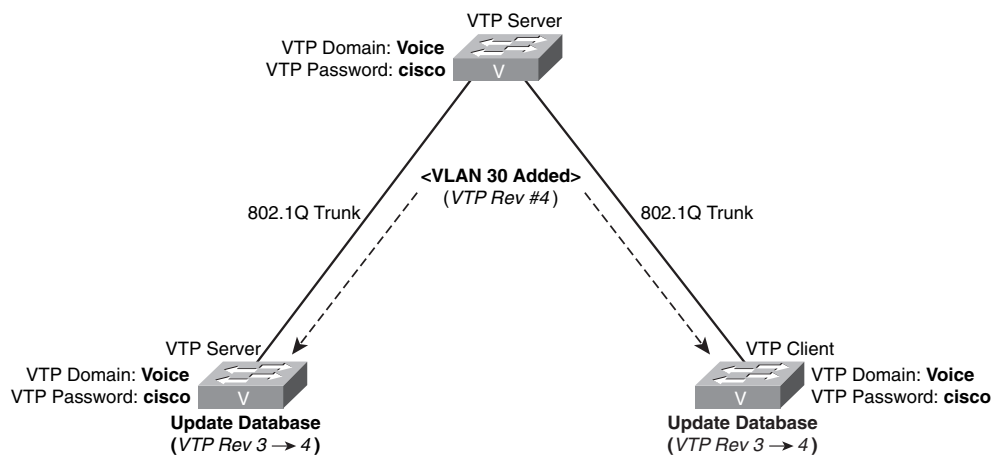 VTP Server
VTP Domain: Voice
VTP Password: cisco
V
<VLAN 30 Added>
(VTP Rev #4)
802.1Q Trunk
802.1Q Trunk
VTP Server
VTP Domain: Voice
VTP Password: cisco
V
Update Database
(VTP Rev 3 → 4)
VTP Client
VTP Domain: Voice
VTP Password: cisco
V
Update Database
(VTP Rev 3 → 4)